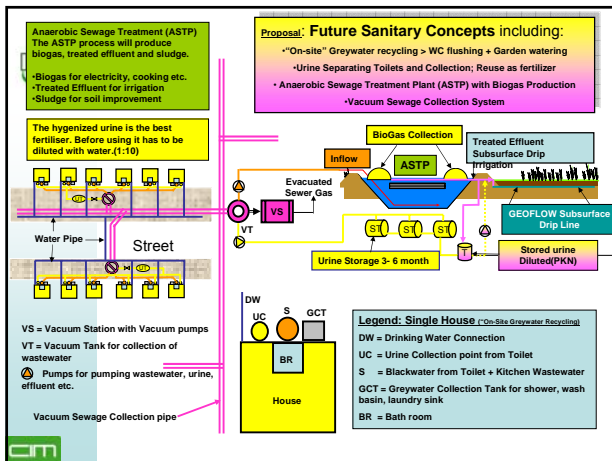 Anaerobic Sewage Treatment (ASTP)
The ASTP process will produce
biogas, treated effluent and sludge.
•Biogas for electricity, cooking etc.
•Treated Effluent for irrigation
•Sludge for soil improvement
Proposal: Future Sanitary Concepts including:
•“On-site” Greywater recycling > WC flushing + Garden watering
•Urine Separating Toilets and Collection; Reuse as fertilizer
•Anaerobic Sewage Treatment Plant (ASTP) with Biogas Production
•Vacuum Sewage Collection System
The hygenized urine is the best
fertiliser. Before using it has to be
diluted with water.(1:10)
BioGas Collection
Treated Effluent
Subsurface Drip
Irrigation
Inflow
ASTP
Evacuated
Sewer Gas
UT
VS
VT
GEOFLOW Subsurface
Drip Line
Water Pipe
Street
UT
ST
ST
ST
T
Urine Storage 3- 6 month
Stored urine
Diluted(PKN)
DW
UC
S
GCT
BR
House
VS = Vacuum Station with Vacuum pumps
VT = Vacuum Tank for collection of
wastewater
Pumps for pumping wastewater, urine,
effluent etc.
Vacuum Sewage Collection pipe
Legend: Single House ("On-Site Greywater Recycling)
DW = Drinking Water Connection
UC = Urine Collection point from Toilet
S = Blackwater from Toilet + Kitchen Wastewater
GCT = Greywater Collection Tank for shower, wash
basin, laundry sink
BR = Bath room
cim